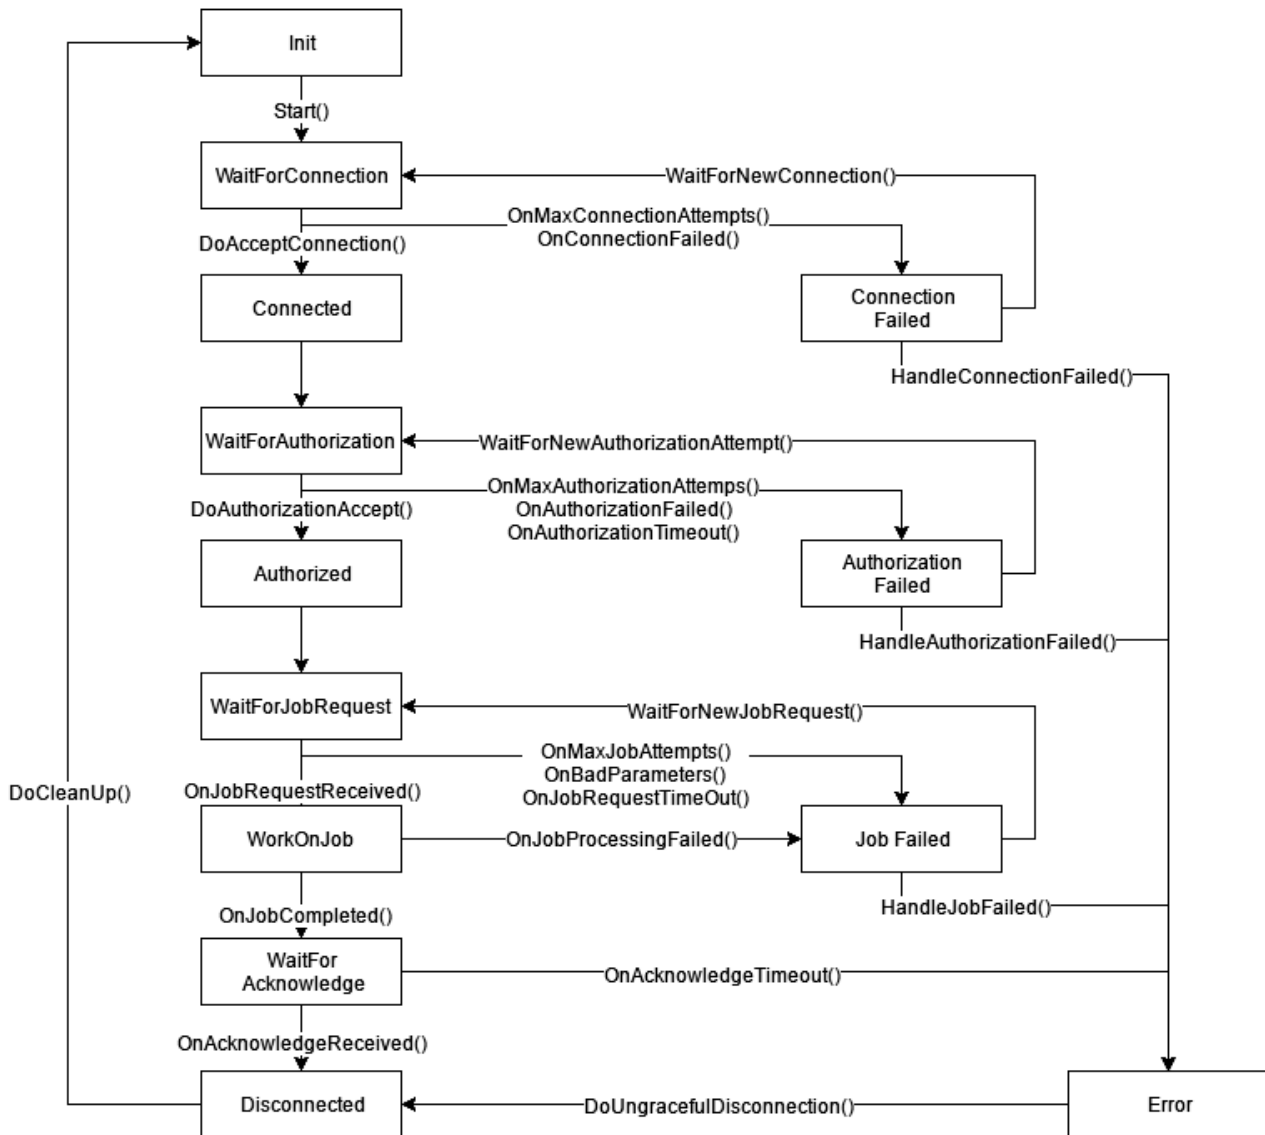 Init
Start()
WaitForConnection
WaitForNewConnection()
OnMaxConnectionAttempts()
OnConnectionFailed()
DoAcceptConnection()
Connected
Connection
Failed
HandleConnectionFailed()
WaitForAuthorization
WaitForNewAuthorizationAttempt()
OnMaxAuthorizationAttemps()
OnAuthorizationFailed()
OnAuthorizationTimeout()
DoAuthorizationAccept()
Authorized
Authorization
Failed
HandleAuthorizationFailed()
WaitForJobRequest
WaitForNewJobRequest()
OnMaxJobAttempts()
OnBadParameters()
OnJobRequestTimeOut()
DoCleanUp()
OnJobRequestReceived()
WorkOnJob
OnJobProcessingFailed()
Job Failed
HandleJobFailed()
OnJobCompleted()
WaitFor
Acknowledge
OnAcknowledgeTimeout()
OnAcknowledgeReceived()
Disconnected
DoUngracefulDisconnection()
Error